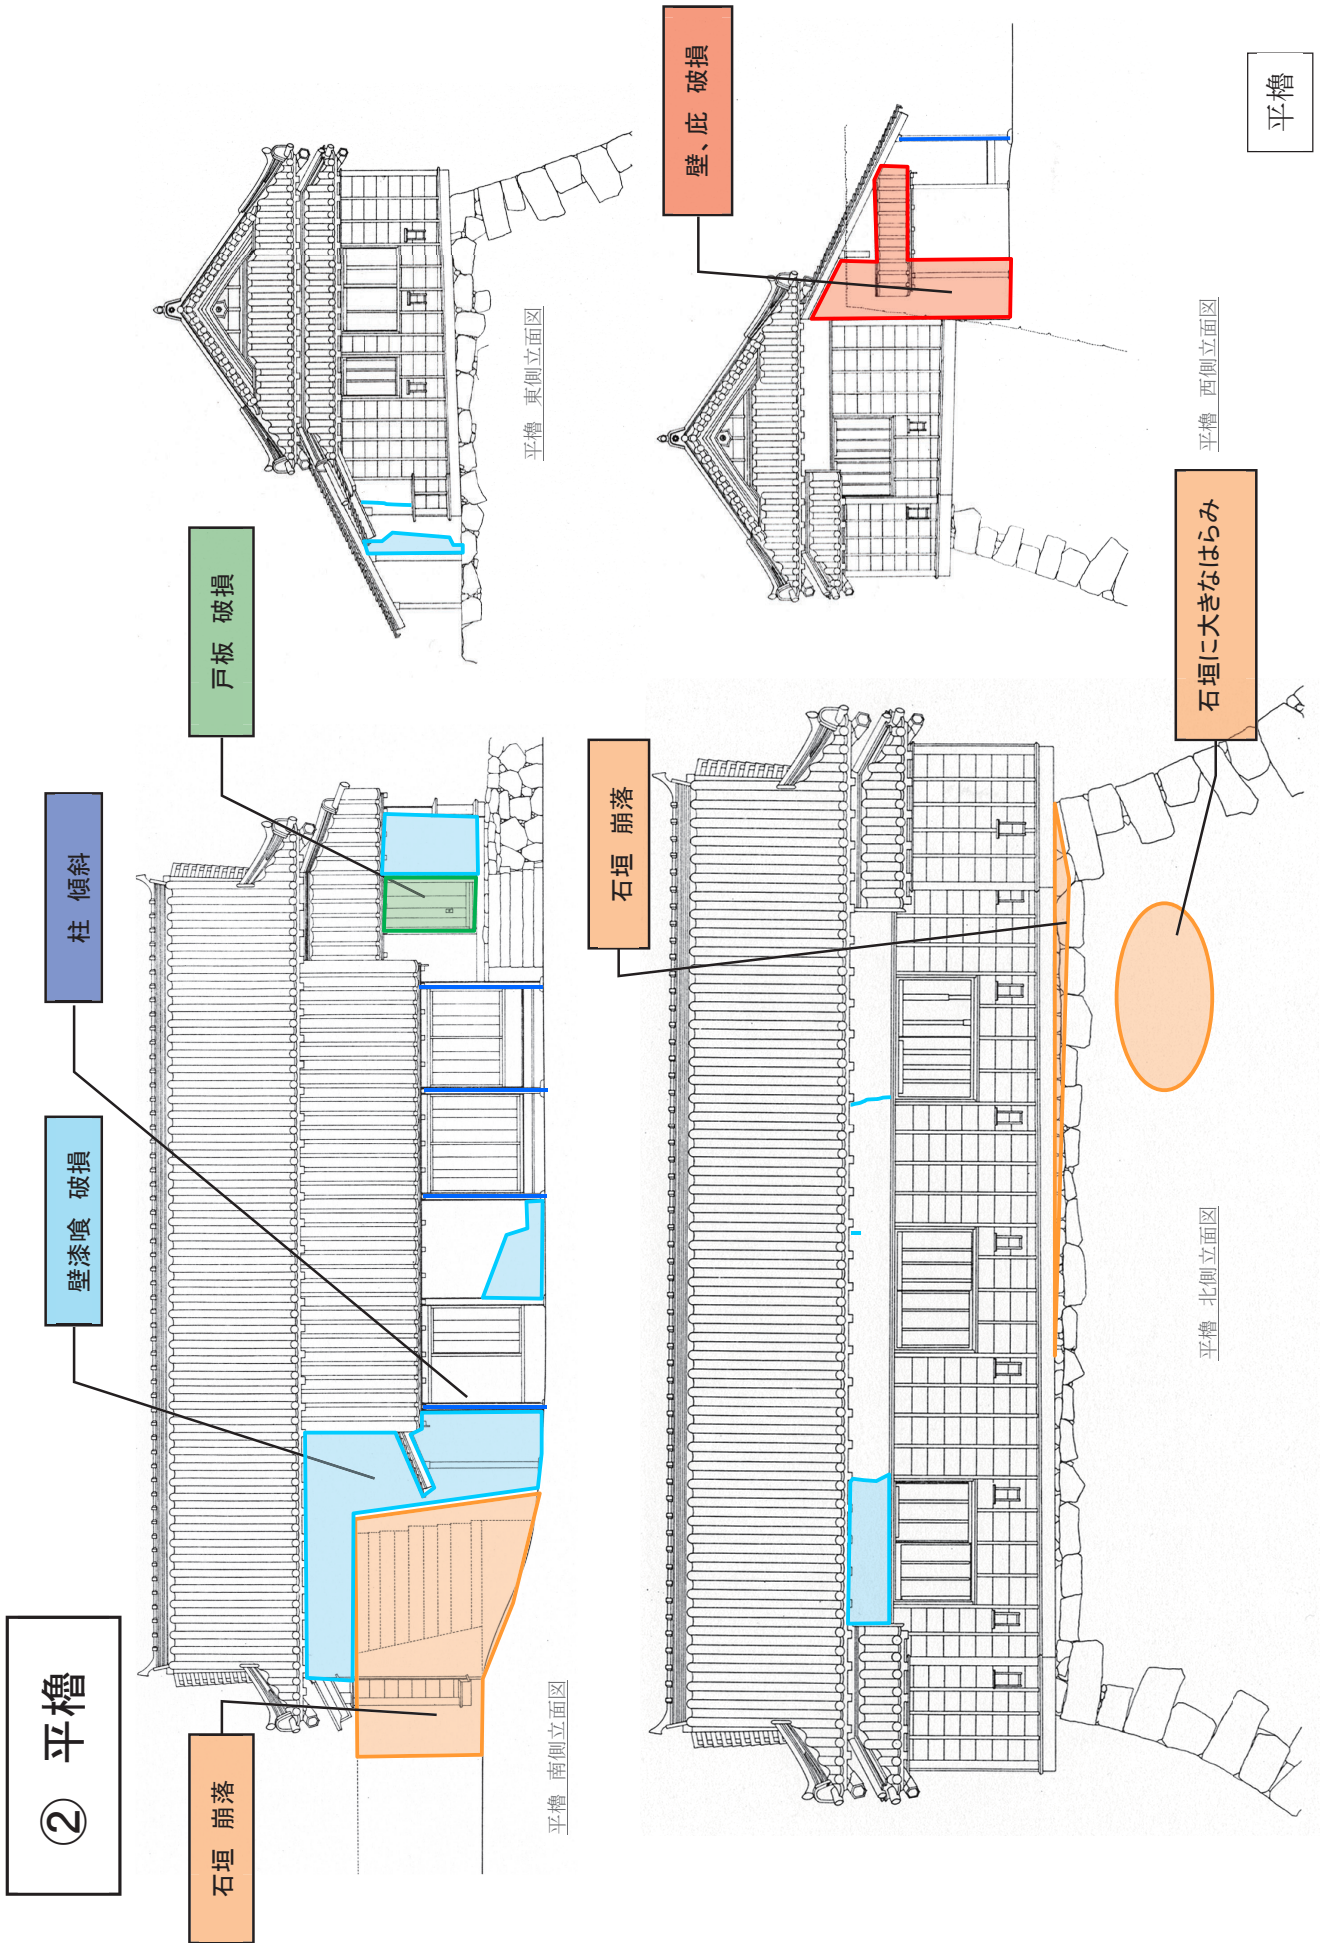 ② 平櫓
石垣 崩落
壁漆喰 破損
柱 傾斜
戸板 破損
平櫓 南側立面図
平櫓 東側立面図
石垣 崩落
壁、庇 破損
平櫓 北側立面図
石垣に大きなはらみ
平櫓 西側立面図
平櫓